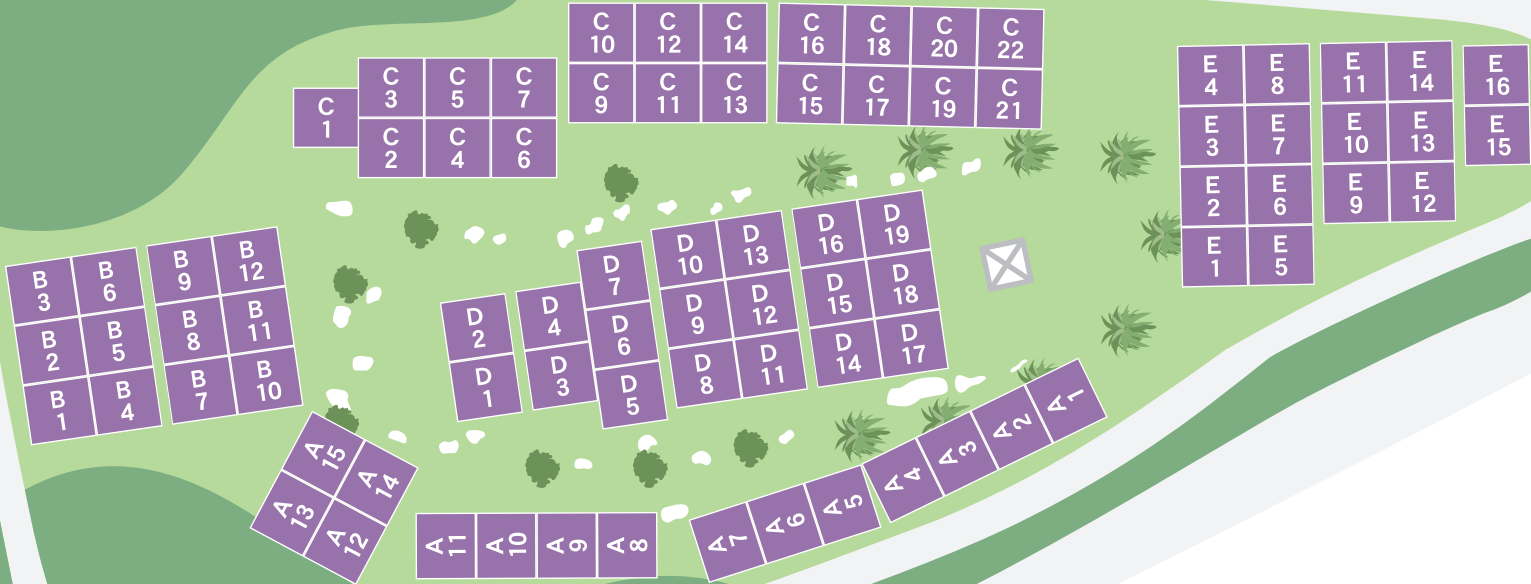 C 10
C 12
C 14
C 16
C 18
C 20
C 22
C 9
C 11
C 13
C 15
C 17
C 19
C 21
C 3
C 5
C 7
C 1
C 2
C 4
C 6
E 4
E 8
E 11
E 14
E 16
E 3
E 7
E 10
E 13
E 15
E 2
E 6
E 9
E 12
E 1
E 5
B 3
B 6
B 9
B 12
B 2
B 5
B 8
B 11
B 1
B 4
B 7
B 10
D 2
D 1
D 4
D 3
D 7
D 6
D 5
D 10
D 13
D 9
D 12
D 8
D 11
D 16
D 19
D 15
D 18
D 14
D 17
A 15
A 14
A 13
A 12
A 11
A 10
A 9
A 8
A 7
A 6
A 5
A 4
A 3
A 2
A 1